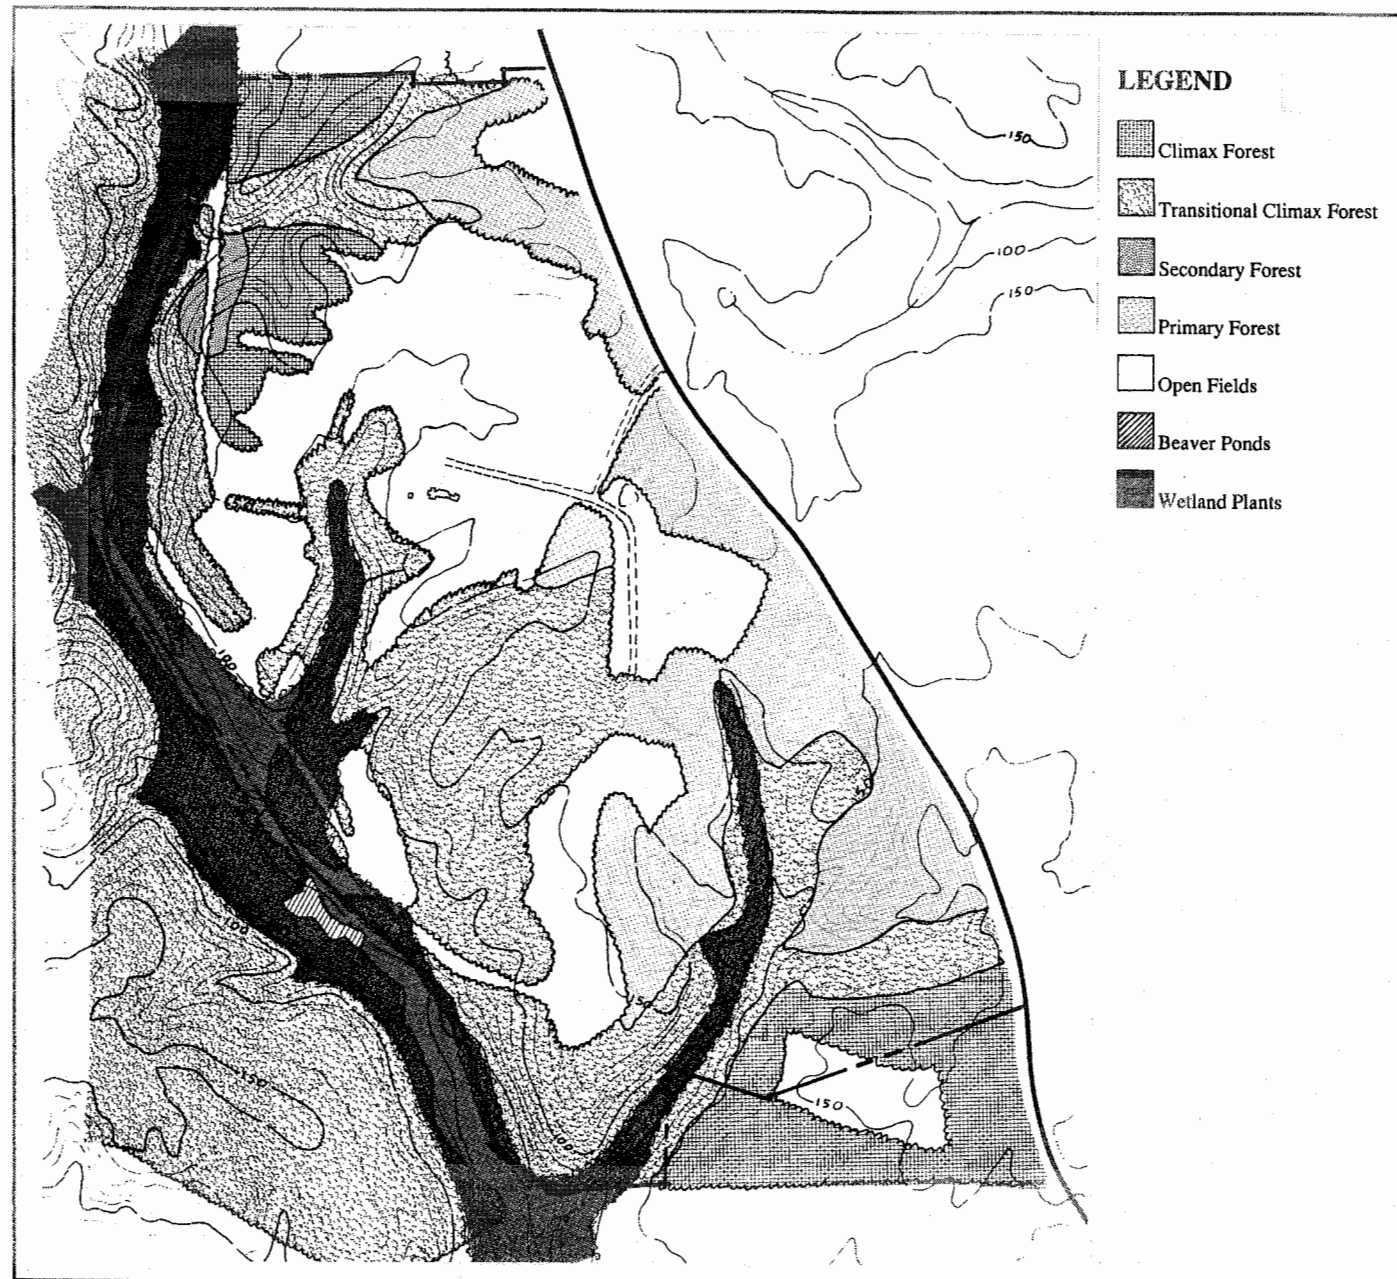 LEGEND
Climax Forest
Transitional Climax Forest
Secondary Forest
Primary Forest
Open Fields
Beaver Ponds
Wetland Plants
150
100
150
100
100
150
150
100